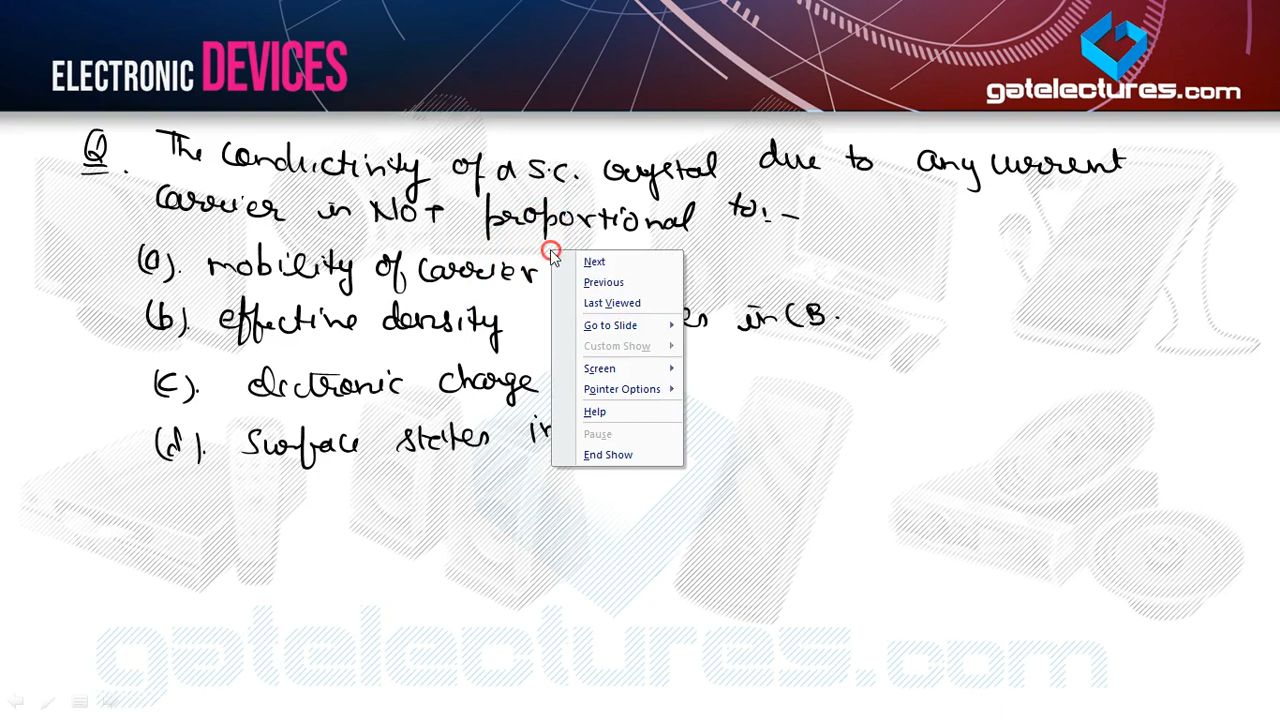 ELECTRONIC DEVICES
gatelectures.com
Q. The conductivity of a S.C. crystal due to any current
carrier in NOT proportional to:-
(a). mobility of carrier
(b). effective density in CB.
(c). electronic charge
(d). Surface states in
Next
Previous
Last Viewed
Go to Slide
Custom Show
Screen
Pointer Options
Help
Pause
End Show
gatelectures.com